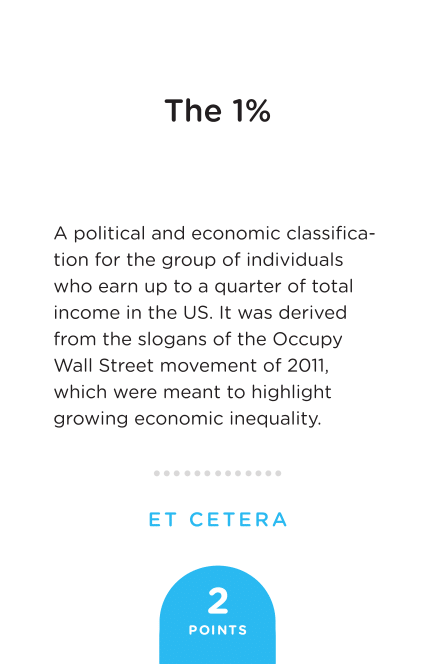 The 1%
A political and economic classifica-
tion for the group of individuals
who earn up to a quarter of total
income in the US. It was derived
from the slogans of the Occupy
Wall Street movement of 2011,
which were meant to highlight
growing economic inequality.
ET CETERA
2
POINTS